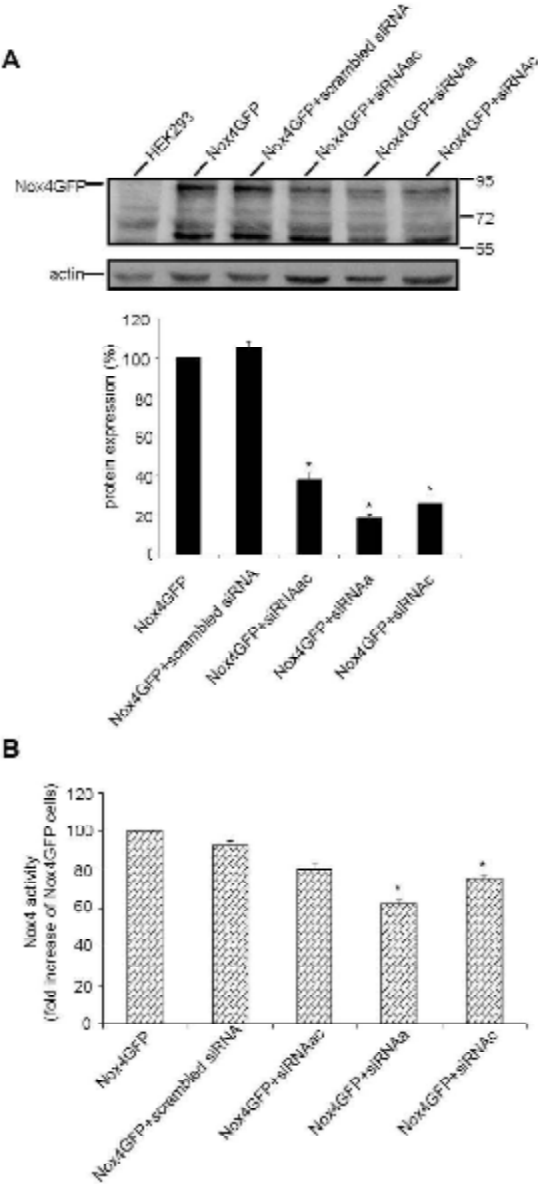 A
HEK293
Nox4GFP
Nox4GFP+scrambled siRNA
Nox4GFP+siRNAac
Nox4GFP+siRNAa
Nox4GFP+siRNAc
Nox4GFP
95
72
55
actin
protein expression (%)
120
100
80
60
40
20
0
*
*
*
Nox4GFP
Nox4GFP+scrambled siRNA
Nox4GFP+siRNAac
Nox4GFP+siRNAa
Nox4GFP+siRNAc
B
Nox4 activity
(fold increase of Nox4GFP cells)
120
100
80
60
40
20
0
*
*
Nox4GFP
Nox4GFP+scrambled siRNA
Nox4GFP+siRNAac
Nox4GFP+siRNAa
Nox4GFP+siRNAc